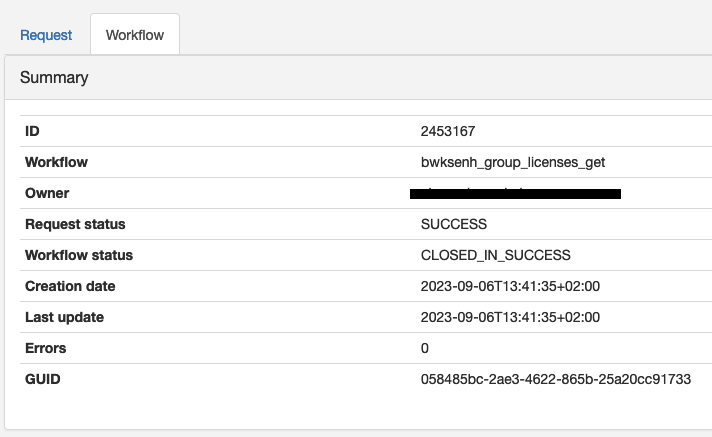 Request Workflow
Summary
ID 2453167
Workflow bwksenh_group_licenses_get
Owner
Request status SUCCESS
Workflow status CLOSED_IN_SUCCESS
Creation date 2023-09-06T13:41:35+02:00
Last update 2023-09-06T13:41:35+02:00
Errors 0
GUID 058485bc-2ae3-4622-865b-25a20cc91733